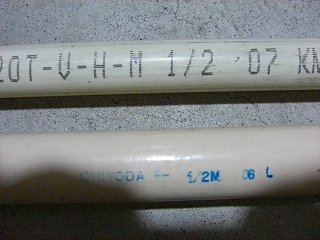 20T-V-H-M 1/2 07 KM
CHIYODA 1/2M 06 L